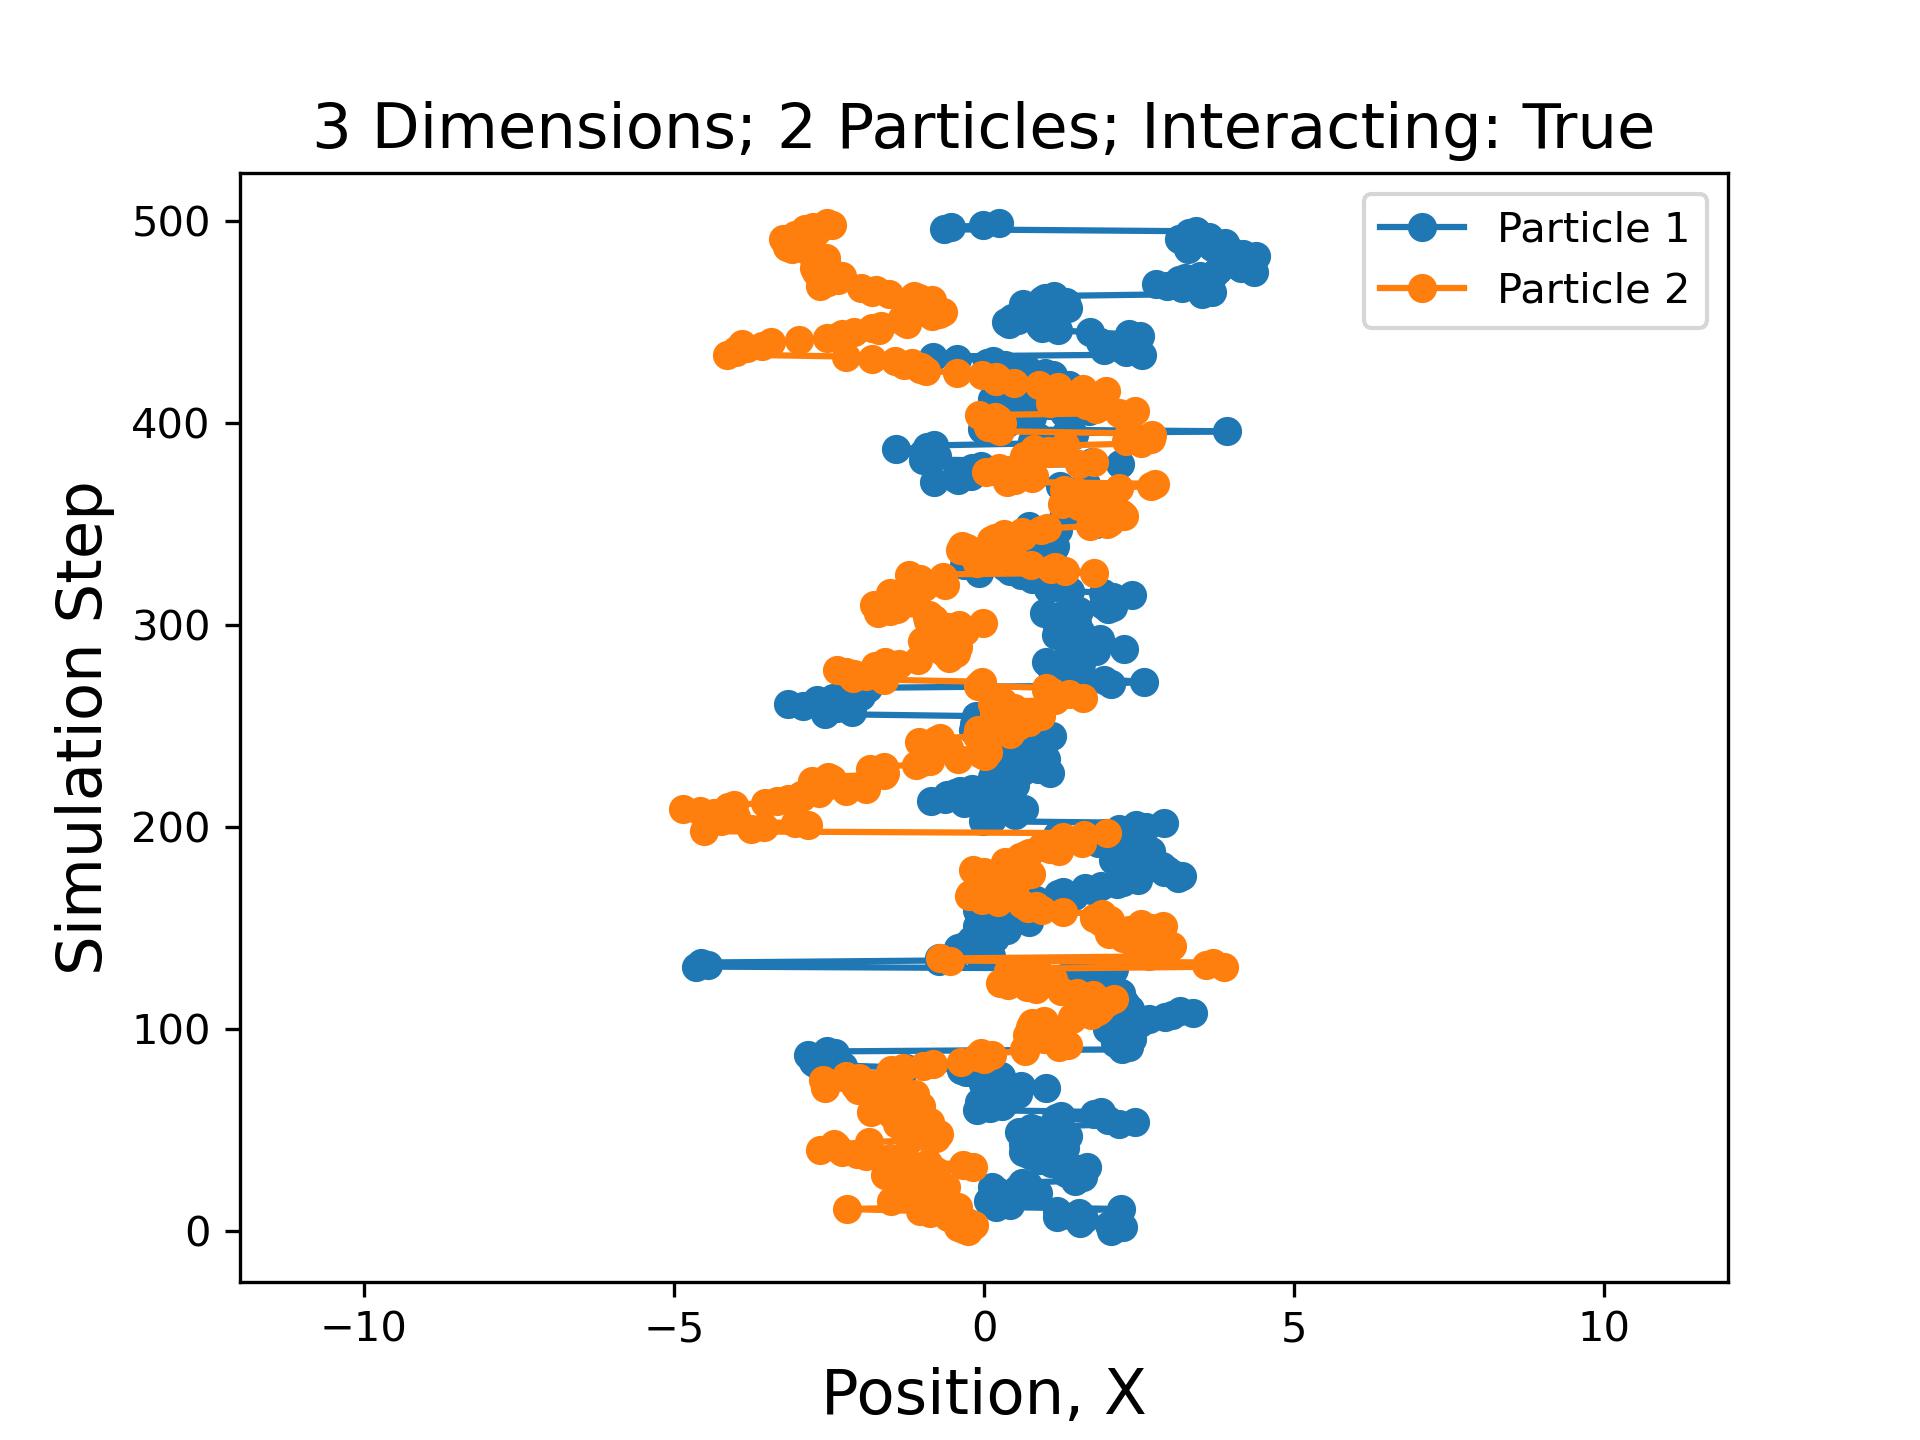 3 Dimensions; 2 Particles; Interacting: True
Particle 1
Particle 2
500
400
300
200
100
0
Simulation Step
−10
−5
0
5
10
Position, X